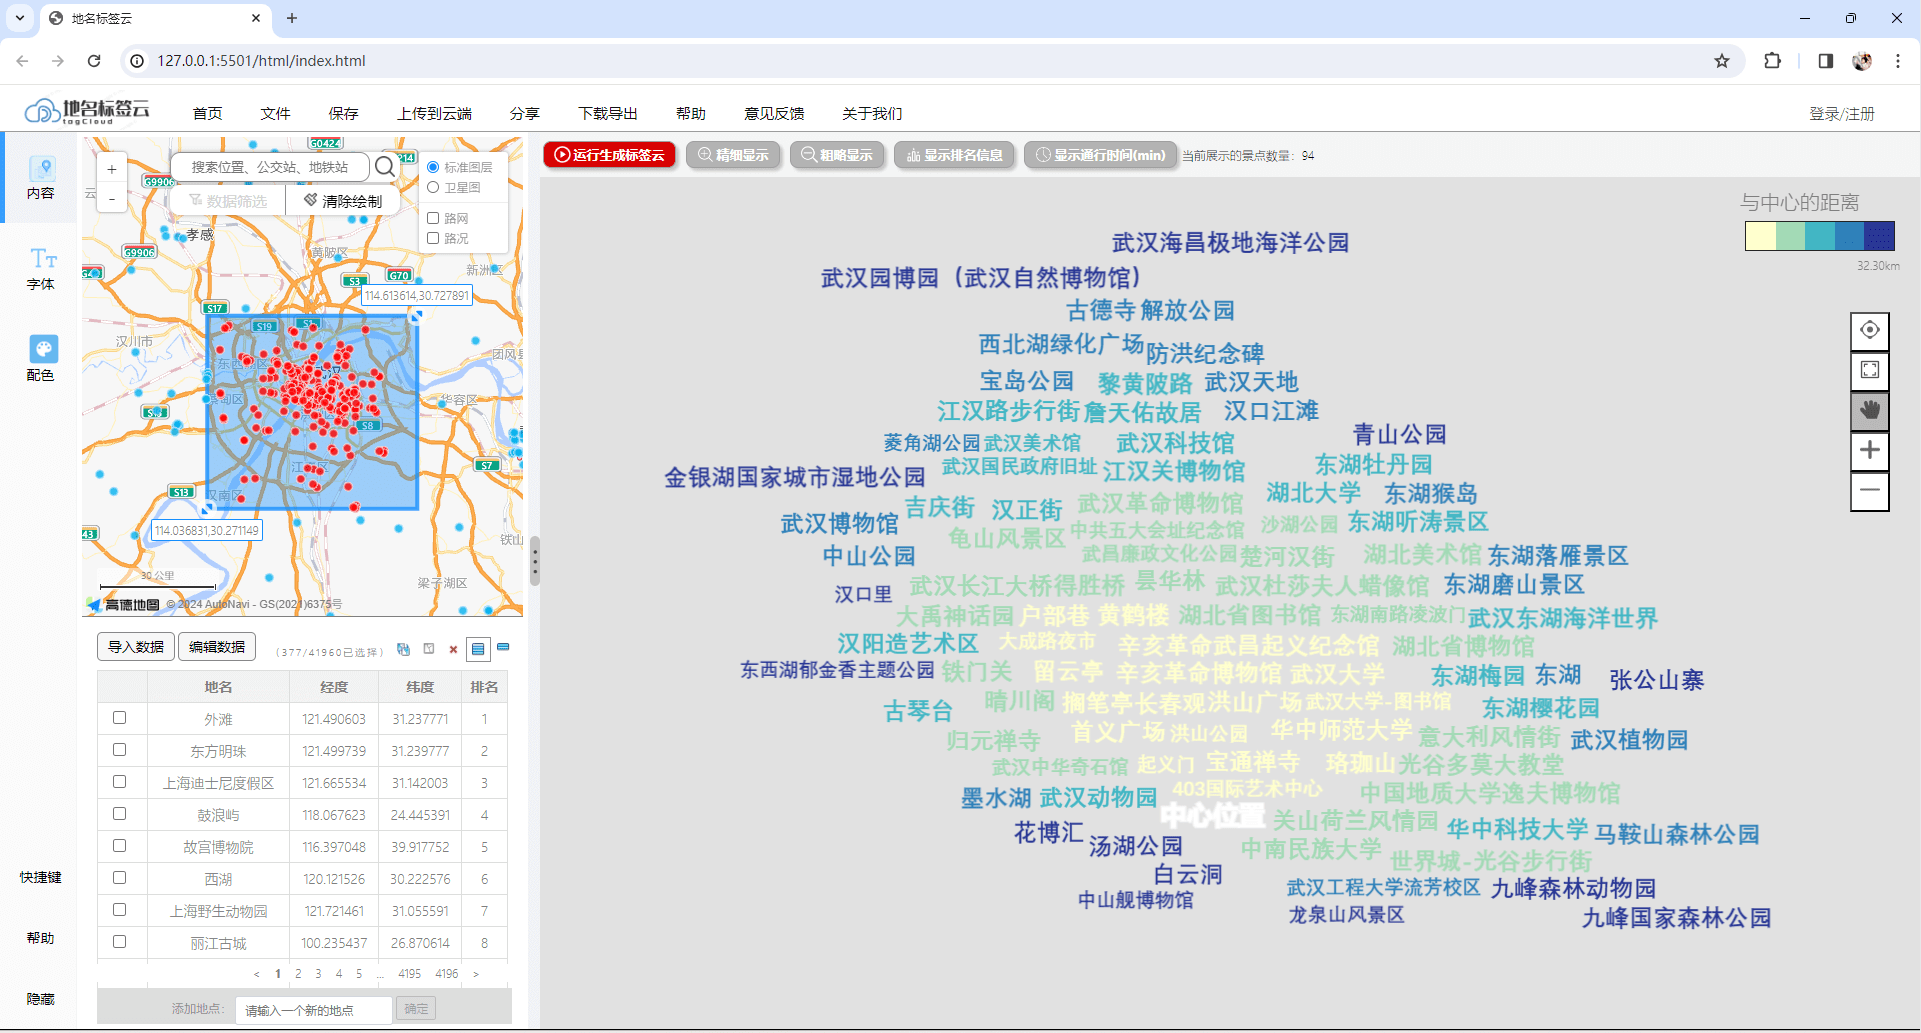 地名标签云
127.0.0.1:5501/html/index.html
地名标签云
tagCloud
首页 文件 保存 上传到云端 分享 下载导出 帮助 意见反馈 关于我们 登录/注册
内容
字体
配色
快捷键
帮助
隐藏
搜索位置、公交站、地铁站
数据筛选 清除绘制
标准图层
卫星图
路网
路况
+
-
G0424
G9906
孝感
G9906
黄陂区
新洲区
S3 G70
114.613614,30.727891
S17
S19
汉川市
团风县
华容区
S8
S7
S13
汉南区
114.036831,30.271149
30 公里
梁子湖区
高德地图 © 2024 AutoNavi - GS(2021)6375号
导入数据 编辑数据 (377/41960已选择)
地名 经度 纬度 排名
外滩 121.490603 31.237771 1
东方明珠 121.499739 31.239777 2
上海迪士尼度假区 121.665534 31.142003 3
鼓浪屿 118.067623 24.445391 4
故宫博物院 116.397048 39.917752 5
西湖 120.121526 30.222576 6
上海野生动物园 121.721461 31.055591 7
丽江古城 100.235437 26.870614 8
< 1 2 3 4 5 ... 4195 4196 >
添加地点: 请输入一个新的地点 确定
运行生成标签云 精细显示 粗略显示 显示排名信息 显示通行时间(min) 当前展示的景点数量: 94
与中心的距离
32.30km
武汉海昌极地海洋公园
武汉园博园（武汉自然博物馆）
古德寺 解放公园
西北湖绿化广场 防洪纪念碑
宝岛公园 黎黄陂路 武汉天地
江汉路步行街 詹天佑故居 汉口江滩
菱角湖公园 武汉美术馆 武汉科技馆 青山公园
金银湖国家城市湿地公园 武汉国民政府旧址 江汉关博物馆 东湖牡丹园
吉庆街 汉正街 武汉革命博物馆 湖北大学 东湖猴岛
武汉博物馆 龟山风景区 中共五大会址纪念馆 沙湖公园 东湖听涛景区
中山公园 武昌廉政文化公园 楚河汉街 湖北美术馆 东湖落雁景区
汉口里 武汉长江大桥 得胜桥 昙华林 武汉杜莎夫人蜡像馆 东湖磨山景区
大禹神话园 户部巷 黄鹤楼 湖北省图书馆 东湖南路凌波门 武汉东湖海洋世界
汉阳造艺术区 大成路夜市 辛亥革命武昌起义纪念馆 湖北省博物馆
东西湖郁金香主题公园 铁门关 留云亭 辛亥革命博物馆 武汉大学 东湖梅园 东湖 张公山寨
古琴台 晴川阁 搁笔亭 长春观 洪山广场 武汉大学-图书馆 东湖樱花园
归元禅寺 首义广场 洪山公园 华中师范大学 意大利风情街 武汉植物园
武汉中华奇石馆 起义门 宝通禅寺 珞珈山 光谷多莫大教堂
墨水湖 武汉动物园 403国际艺术中心 中国地质大学逸夫博物馆
中心位置
花博汇 汤湖公园 关山荷兰风情园 华中科技大学 马鞍山森林公园
中南民族大学 世界城-光谷步行街
白云洞 武汉工程大学流芳校区 九峰森林动物园
中山舰博物馆 龙泉山风景区 九峰国家森林公园